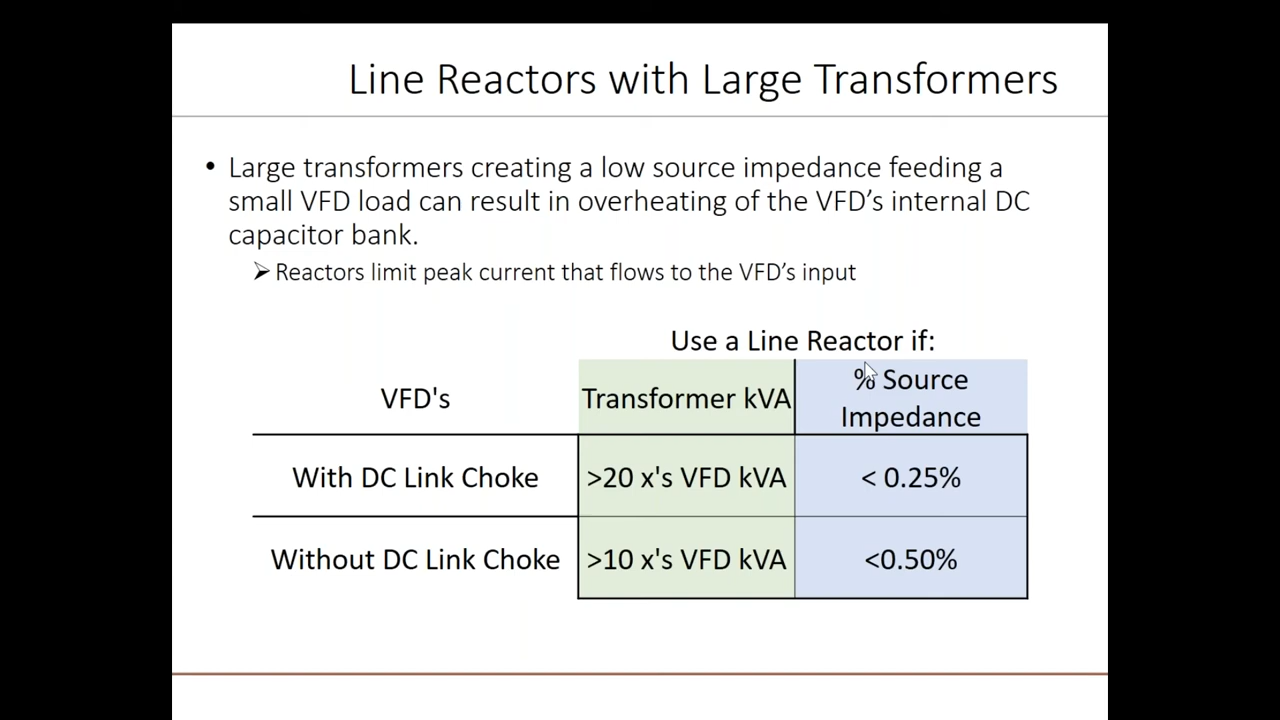 Line Reactors with Large Transformers
• Large transformers creating a low source impedance feeding a
small VFD load can result in overheating of the VFD’s internal DC
capacitor bank.
➢ Reactors limit peak current that flows to the VFD’s input
Use a Line Reactor if:
VFD's Transformer kVA % Source
Impedance
With DC Link Choke >20 x's VFD kVA < 0.25%
Without DC Link Choke >10 x's VFD kVA <0.50%